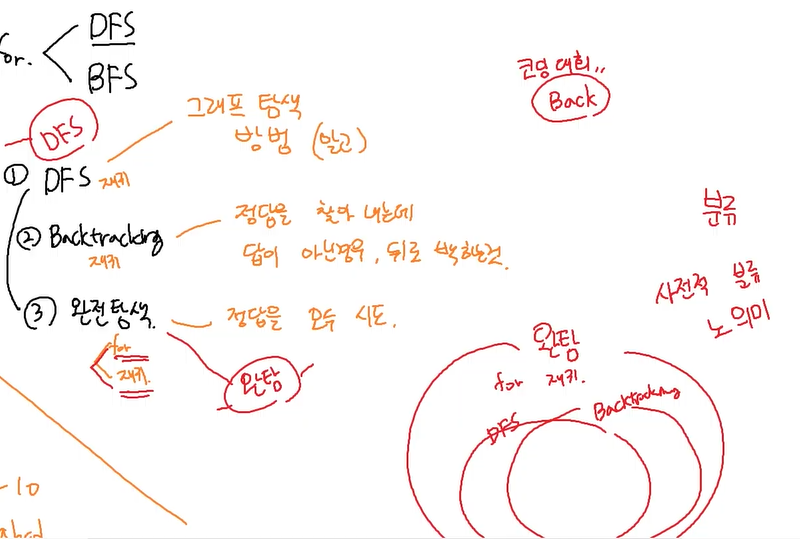 for.
DFS
BFS
DFS
① DFS 재귀
그래프 탐색
방법 (알고)
② Backtracking
재귀
정답을 찾아 내는데
답이 아닌경우, 뒤로 백하는것.
③ 완전탐색.
정답을 모두 시도.
for
재귀.
완탐
코딩 대회..
Back
분류
사전적 분류
노 의미
완탐
for 재귀.
DFS
Backtracking
-10